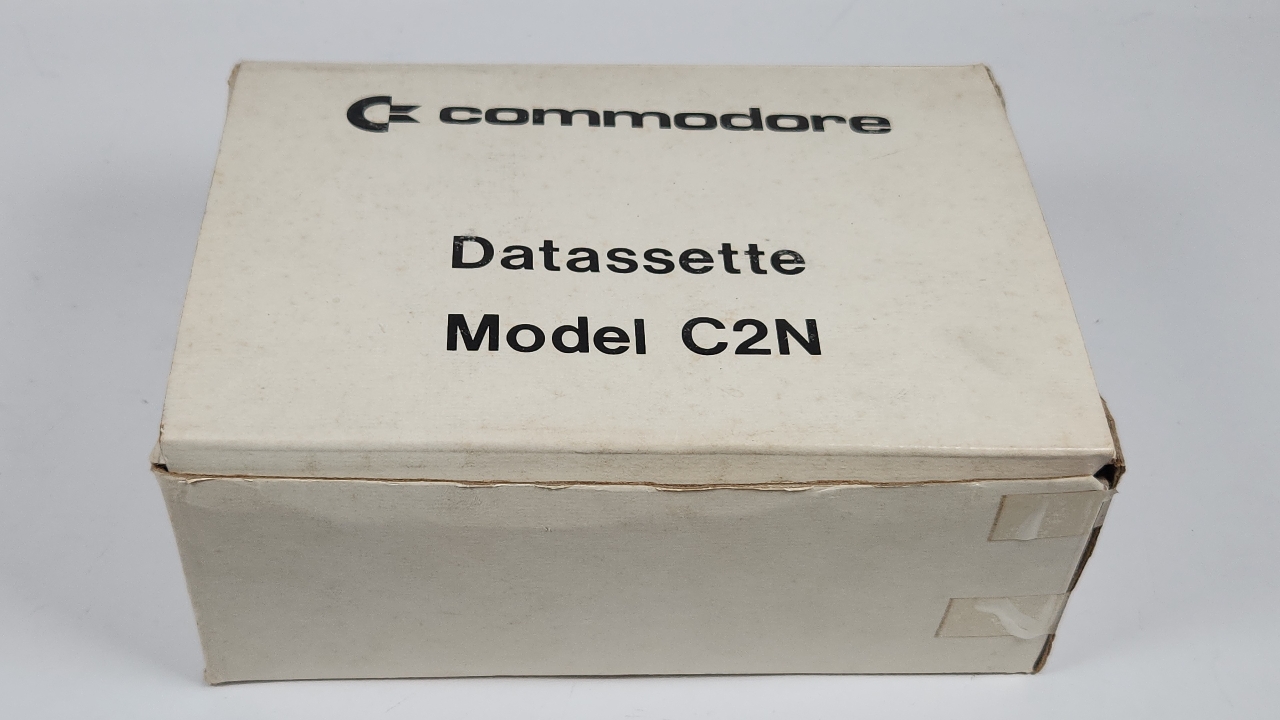 commodore
Datassette
Model C2N